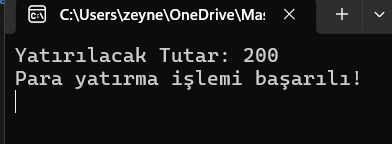 C:\Users\zeyne\OneDrive\Mas
Yatırılacak Tutar: 200
Para yatırma işlemi başarılı!